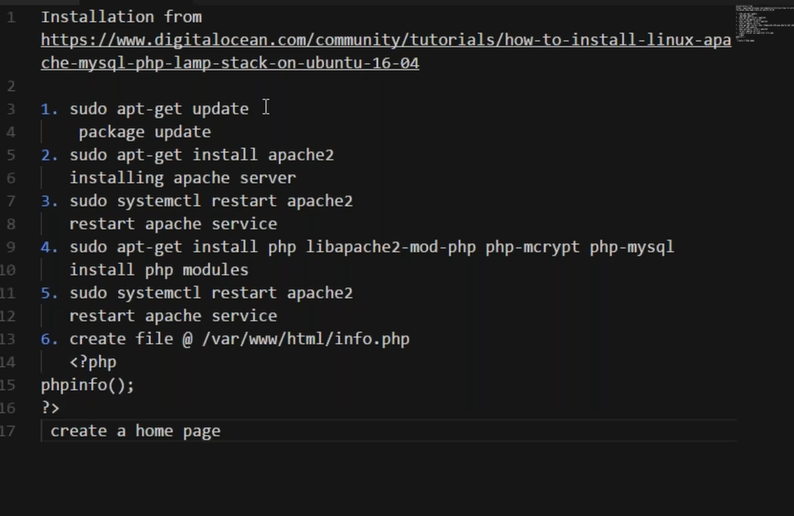 1 Installation from
https://www.digitalocean.com/community/tutorials/how-to-install-linux-apa
che-mysql-php-lamp-stack-on-ubuntu-16-04
2
3 1. sudo apt-get update
4 package update
5 2. sudo apt-get install apache2
6 installing apache server
7 3. sudo systemctl restart apache2
8 restart apache service
9 4. sudo apt-get install php libapache2-mod-php php-mcrypt php-mysql
10 install php modules
11 5. sudo systemctl restart apache2
12 restart apache service
13 6. create file @ /var/www/html/info.php
14 <?php
15 phpinfo();
16 ?>
17 create a home page